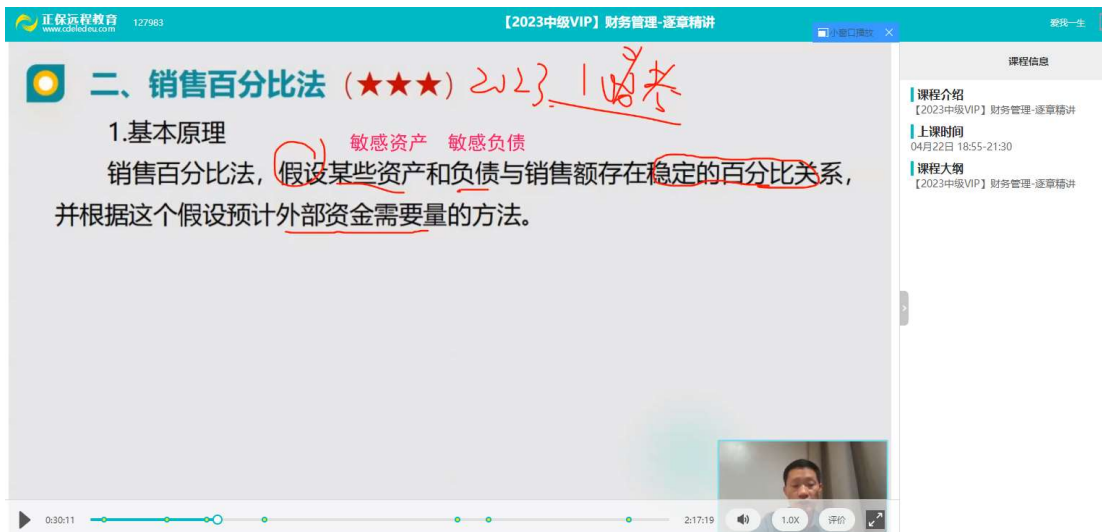 正保远程教育
www.cdeledu.com
127983
【2023中级VIP】财务管理-逐章精讲
小窗口播放
爱我一生
二、销售百分比法（★★★）2023
1.基本原理
敏感资产 敏感负债
销售百分比法，假设某些资产和负债与销售额存在稳定的百分比关系，
并根据这个假设预计外部资金需要量的方法。
课程信息
课程介绍
【2023中级VIP】财务管理-逐章精讲
上课时间
04月22日 18:55-21:30
课程大纲
【2023中级VIP】财务管理-逐章精讲
0:30:11
2:17:19
1.0X
评价